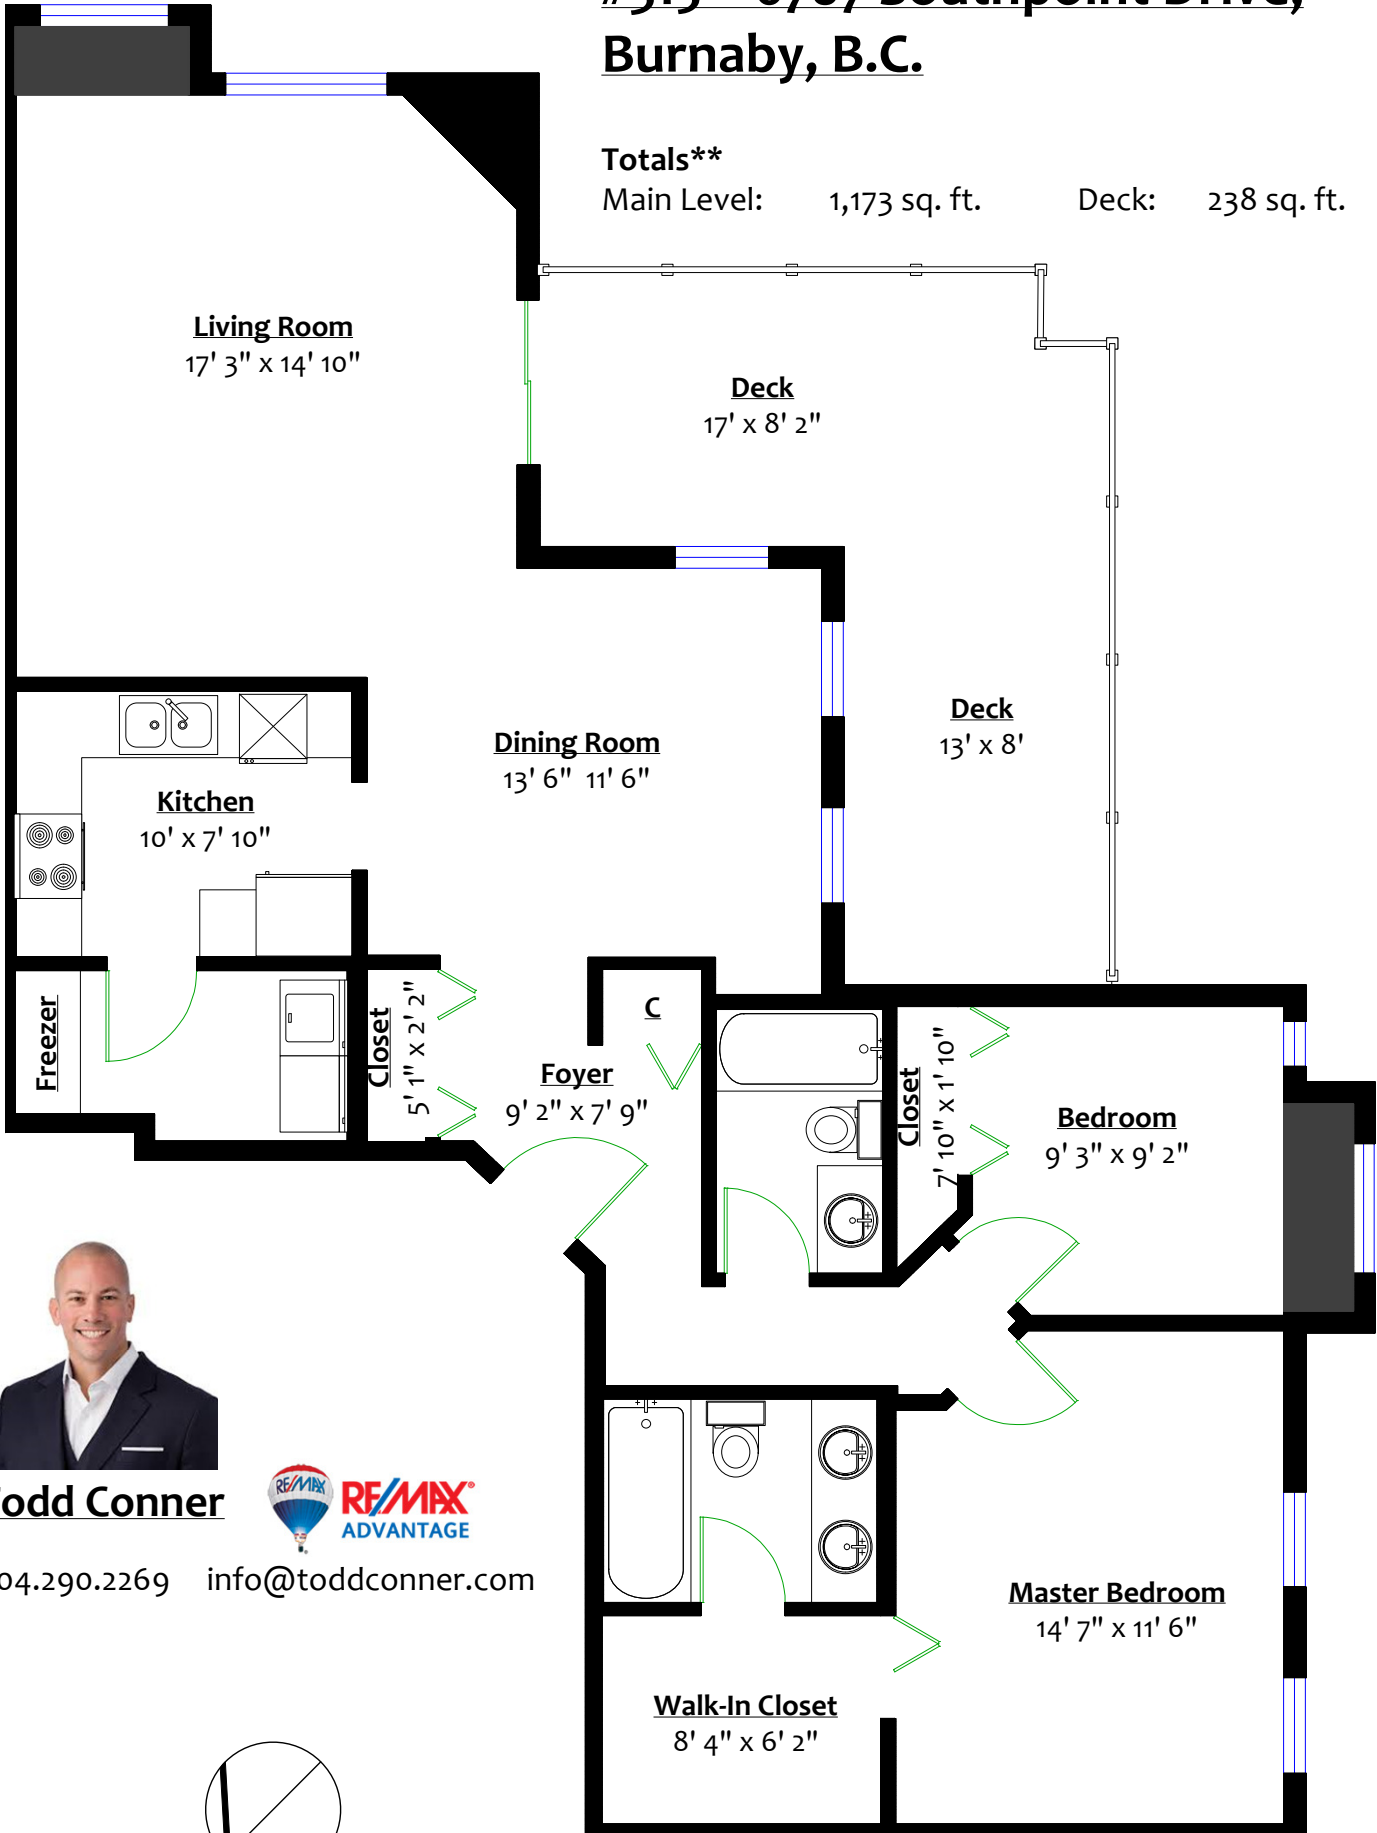 Burnaby, B.C.
Totals**
Main Level: 1,173 sq. ft. Deck: 238 sq. ft.
Living Room
17' 3" x 14' 10"
Deck
17' x 8' 2"
Deck
13' x 8'
Dining Room
13' 6" 11' 6"
Kitchen
10' x 7' 10"
Freezer
Closet
5' 1" x 2' 2"
C
Foyer
9' 2" x 7' 9"
Closet
7' 10" x 1' 10"
Bedroom
9' 3" x 9' 2"
Conner
RE/MAX
RE/MAX®
ADVANTAGE
04.290.2269 info@toddconner.com
Master Bedroom
14' 7" x 11' 6"
Walk-In Closet
8' 4" x 6' 2"